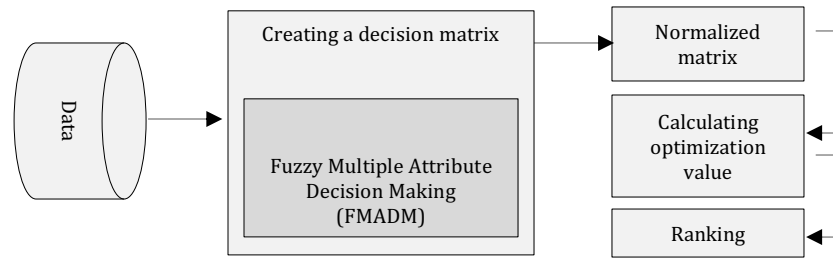 Data
Creating a decision matrix
Fuzzy Multiple Attribute
Decision Making
(FMADM)
Normalized
matrix
Calculating
optimization
value
Ranking